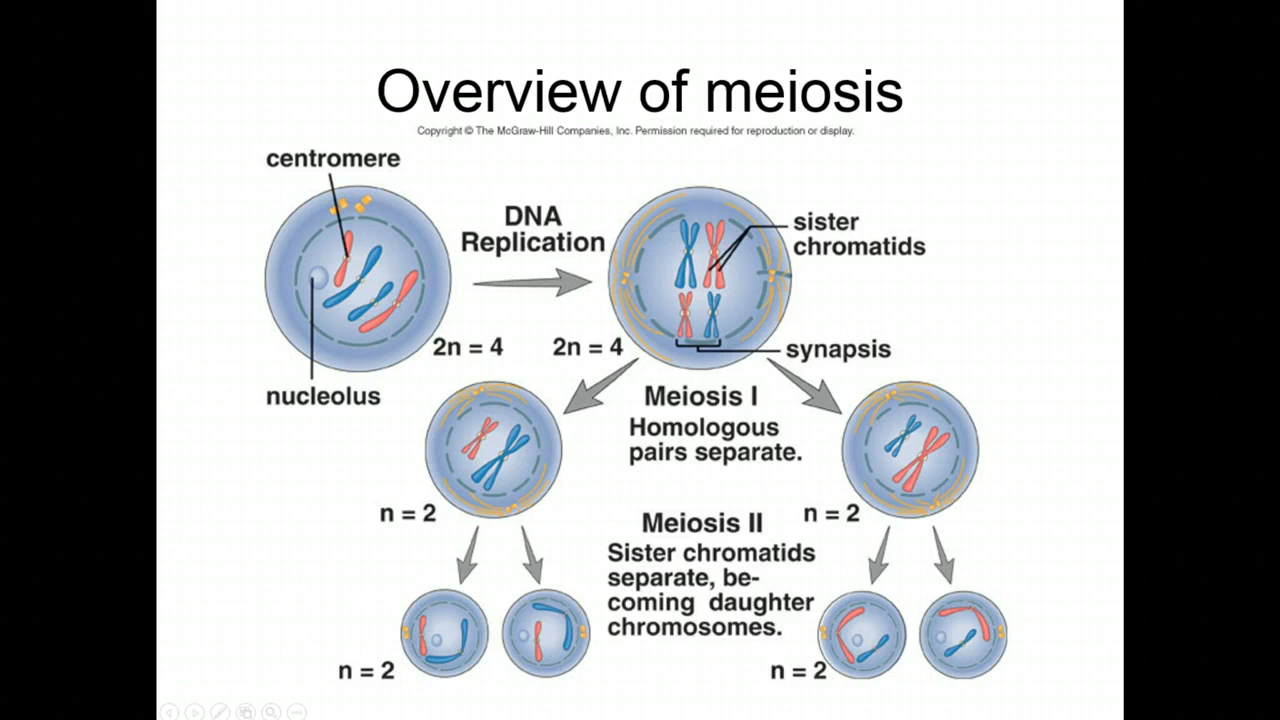 Overview of meiosis
Copyright © The McGraw-Hill Companies, Inc. Permission required for reproduction or display.
centromere
DNA
Replication
sister
chromatids
2n = 4
2n = 4
synapsis
nucleolus
Meiosis I
Homologous
pairs separate.
n = 2
n = 2
Meiosis II
Sister chromatids
separate, be-
coming daughter
chromosomes.
n = 2
n = 2